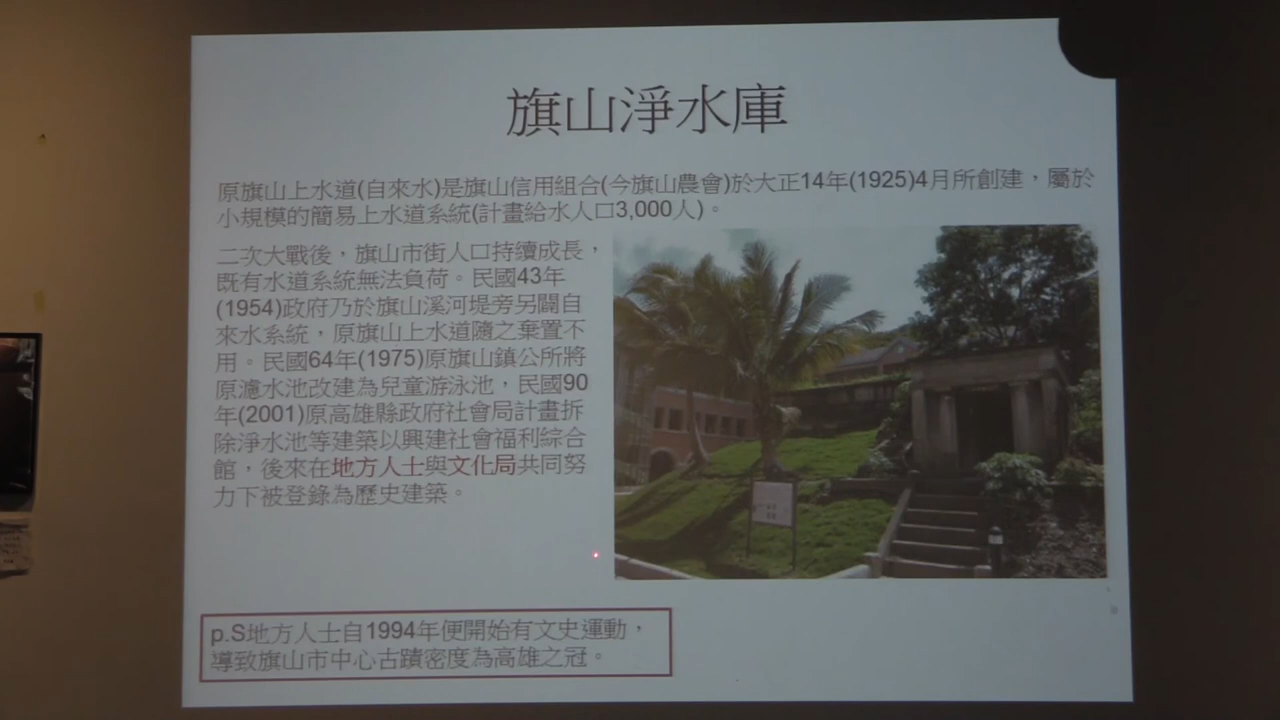 旗山淨水庫
原旗山上水道(自來水)是旗山信用組合(今旗山農會)於大正14年(1925)4月所創建，屬於
小規模的簡易上水道系統(計畫給水人口3,000人)。
二次大戰後，旗山市街人口持續成長，
既有水道系統無法負荷。民國43年
(1954)政府乃於旗山溪河堤旁另闢自
來水系統，原旗山上水道隨之棄置不
用。民國64年(1975)原旗山鎮公所將
原濾水池改建為兒童游泳池，民國90
年(2001)原高雄縣政府社會局計畫拆
除淨水池等建築以興建社會福利綜合
館，後來在地方人士與文化局共同努
力下被登錄為歷史建築。
p.S地方人士自1994年便開始有文史運動，
導致旗山市中心古蹟密度為高雄之冠。